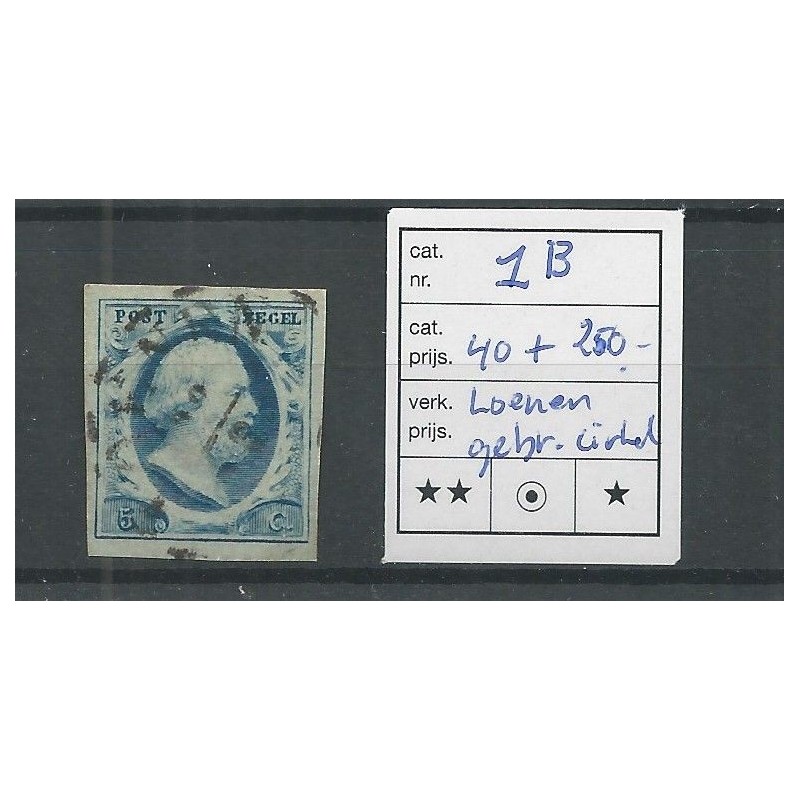 POST ZEGEL
5 C.
cat. nr. 1B
cat. prijs. 40 + 250.-
verk. prijs. Loenen
gebr. cirkel